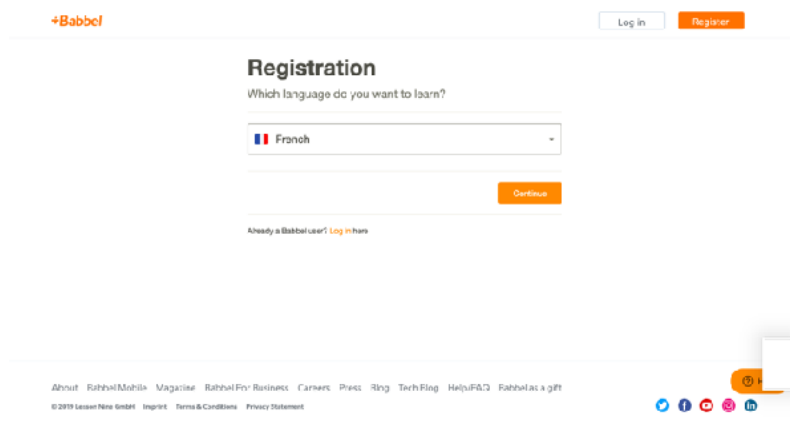 +Babbel
Log in Register
Registration
Which language do you want to learn?
French
Continue
Already a Babbel user? Log in here
About Babbel Mobile Magazine Babbel For Business Careers Press Blog Tech Blog Help/FAQ Babbel as a gift
© 2019 Lesson Nine GmbH Imprint Terms & Conditions Privacy Statement